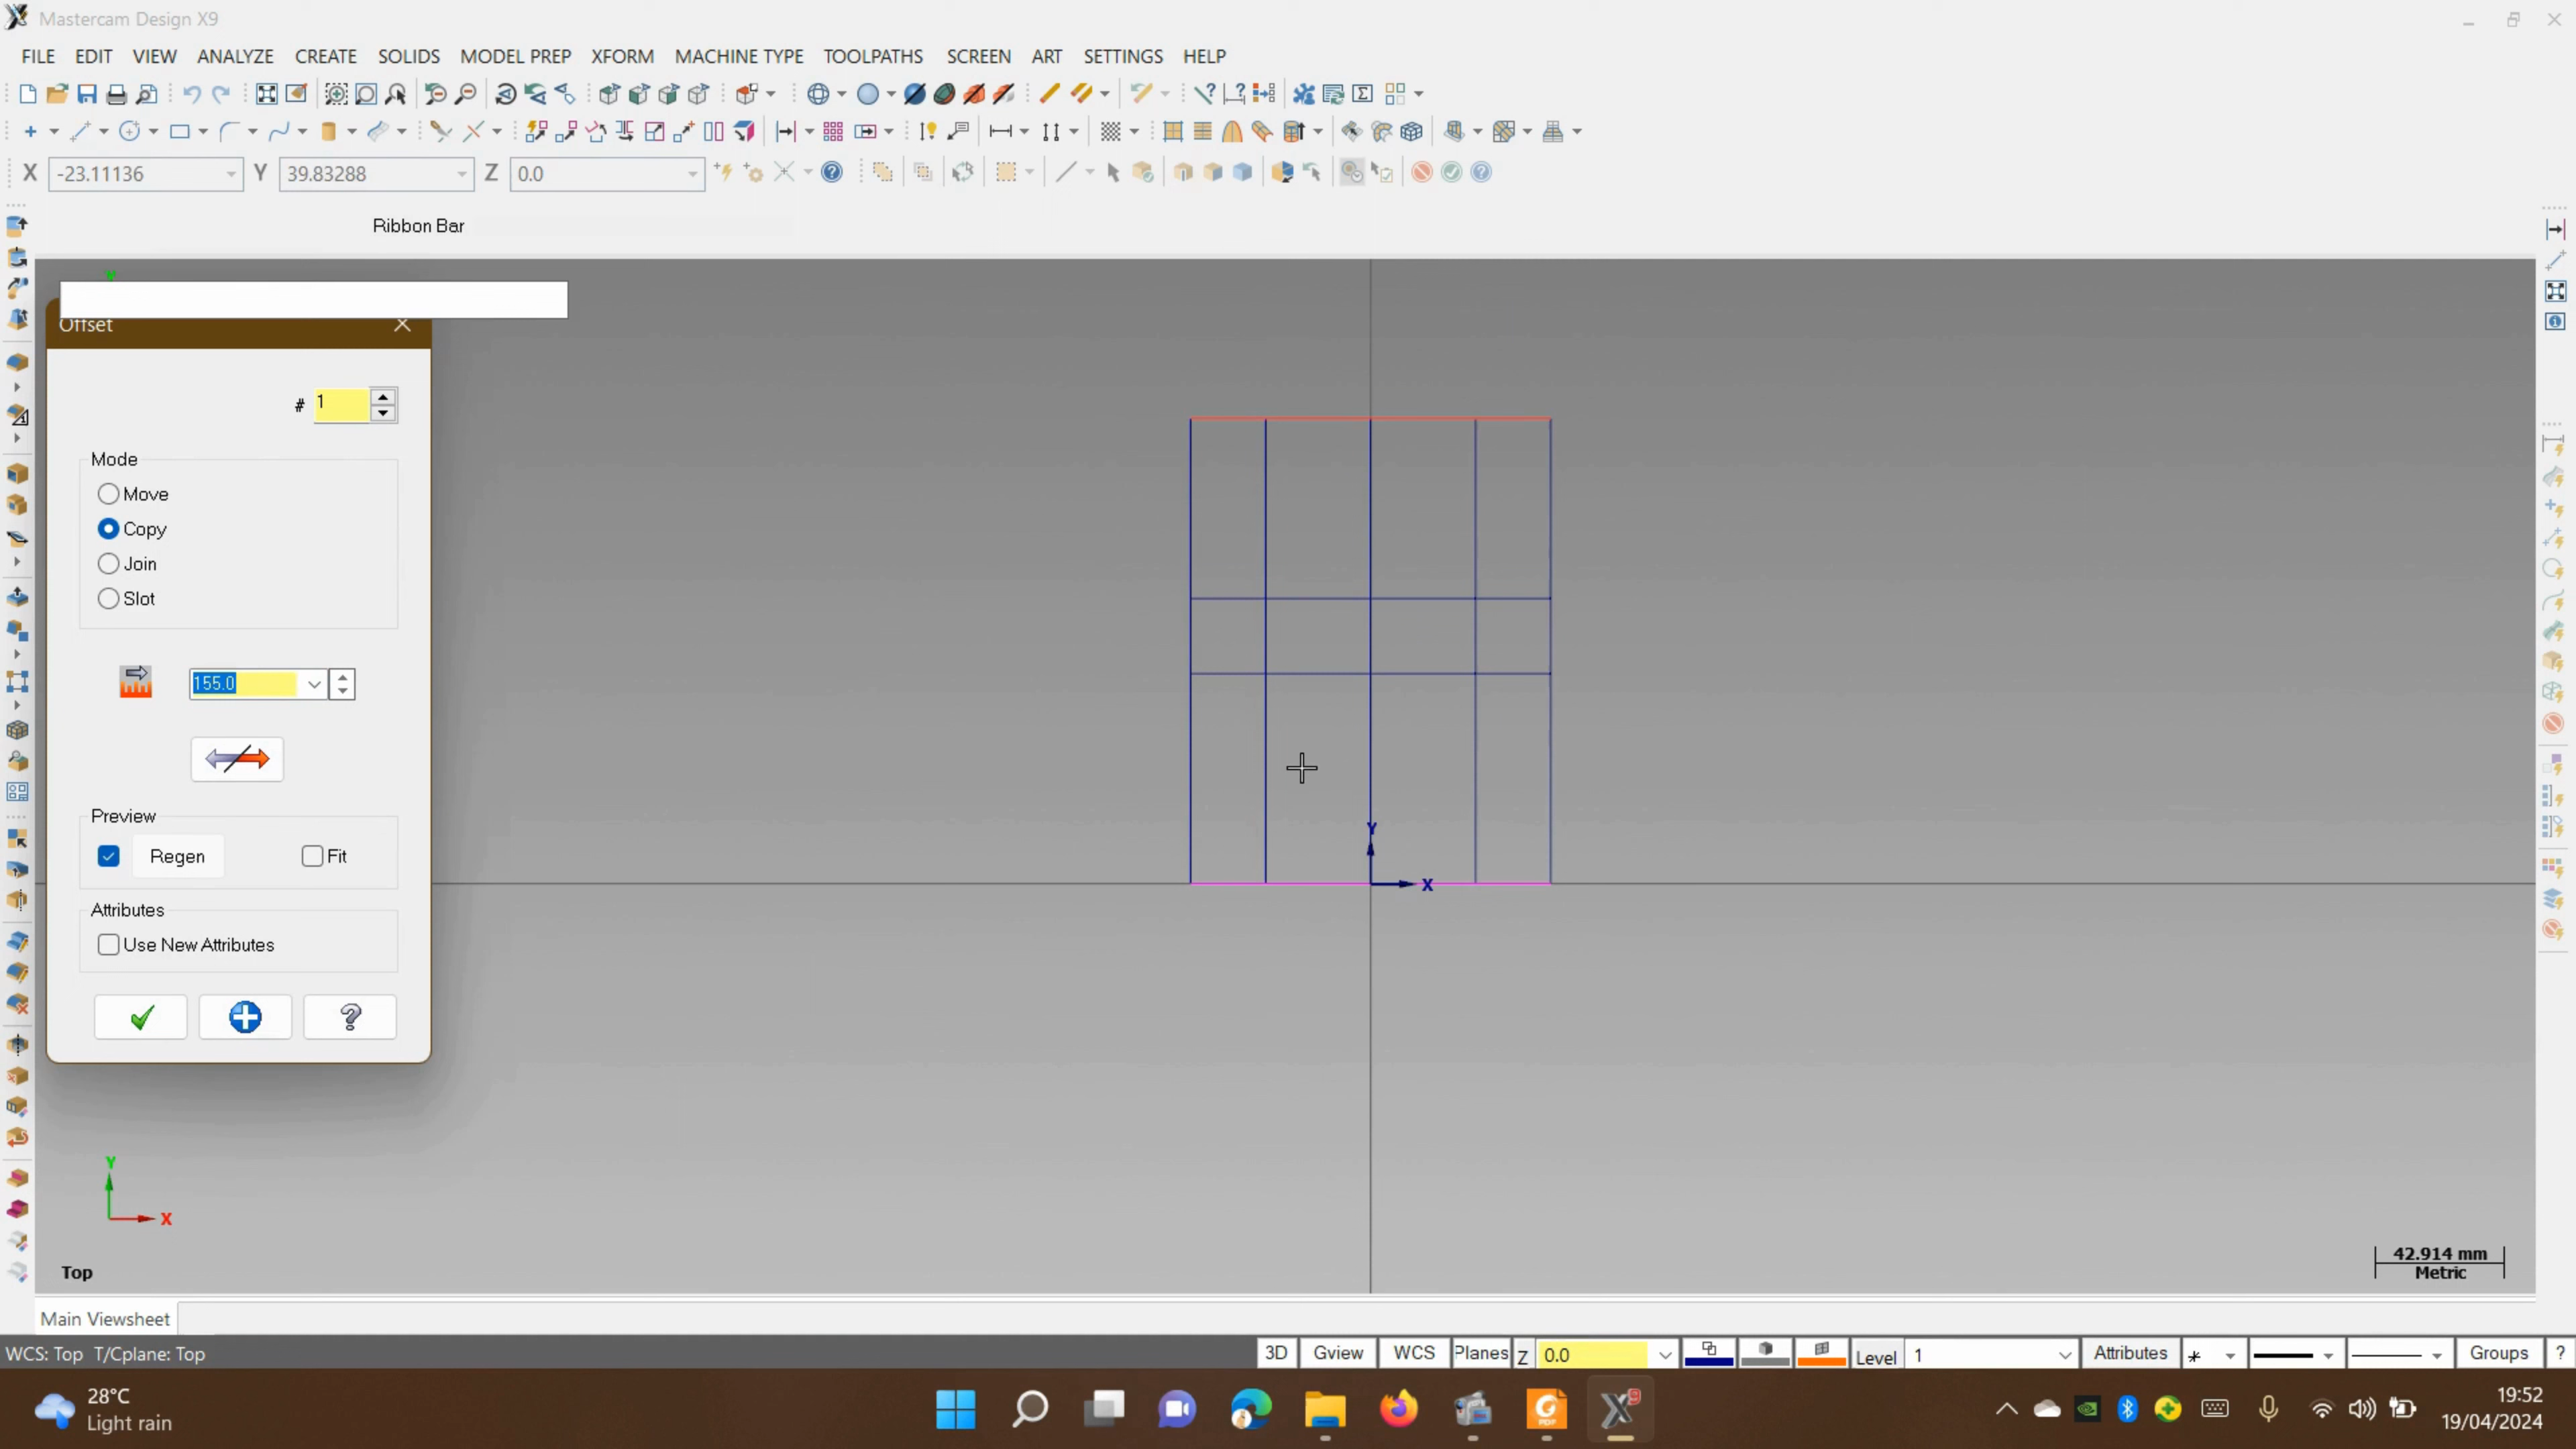 Mastercam Design X9
FILE EDIT VIEW ANALYZE CREATE SOLIDS MODEL PREP XFORM MACHINE TYPE TOOLPATHS SCREEN ART SETTINGS HELP
X -23.11136 Y 39.83288 Z 0.0
Ribbon Bar
Offset
# 1
Mode
Move
Copy
Join
Slot
155.0
Preview
Regen Fit
Attributes
Use New Attributes
Y
X
Y
X
Top
42.914 mm
Metric
Main Viewsheet
WCS: Top T/Cplane: Top 3D Gview WCS Planes Z 0.0 Level 1 Attributes Groups ?
28°C
Light rain
19:52
19/04/2024